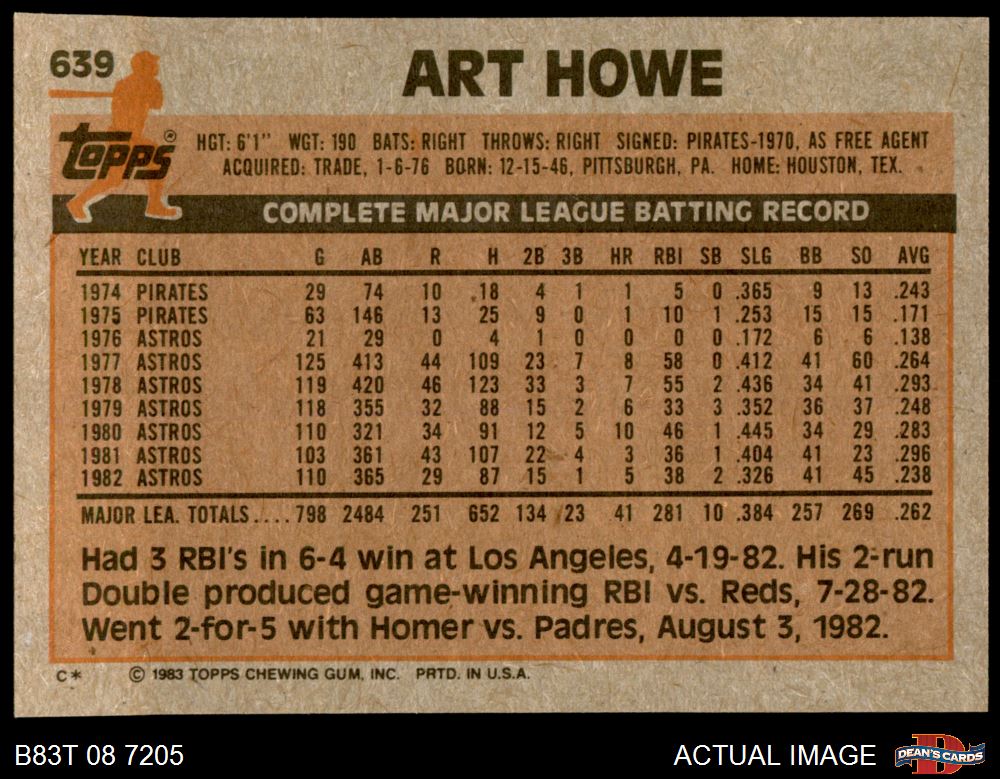 639
ART HOWE
topps®
HGT: 6'1" WGT: 190 BATS: RIGHT THROWS: RIGHT SIGNED: PIRATES-1970, AS FREE AGENT
ACQUIRED: TRADE, 1-6-76 BORN: 12-15-46, PITTSBURGH, PA. HOME: HOUSTON, TEX.
COMPLETE MAJOR LEAGUE BATTING RECORD
YEAR CLUB G AB R H 2B 3B HR RBI SB SLG BB SO AVG
1974 PIRATES 29 74 10 18 4 1 1 5 0 .365 9 13 .243
1975 PIRATES 63 146 13 25 9 0 1 10 1 .253 15 15 .171
1976 ASTROS 21 29 0 4 1 0 0 0 0 .172 6 6 .138
1977 ASTROS 125 413 44 109 23 7 8 58 0 .412 41 60 .264
1978 ASTROS 119 420 46 123 33 3 7 55 2 .436 34 41 .293
1979 ASTROS 118 355 32 88 15 2 6 33 3 .352 36 37 .248
1980 ASTROS 110 321 34 91 12 5 10 46 1 .445 34 29 .283
1981 ASTROS 103 361 43 107 22 4 3 36 1 .404 41 23 .296
1982 ASTROS 110 365 29 87 15 1 5 38 2 .326 41 45 .238
MAJOR LEA. TOTALS.... 798 2484 251 652 134 23 41 281 10 .384 257 269 .262
Had 3 RBI's in 6-4 win at Los Angeles, 4-19-82. His 2-run
Double produced game-winning RBI vs. Reds, 7-28-82.
Went 2-for-5 with Homer vs. Padres, August 3, 1982.
C* © 1983 TOPPS CHEWING GUM, INC. PRTD. IN U.S.A.
B83T 08 7205 ACTUAL IMAGE DEAN'S CARDS